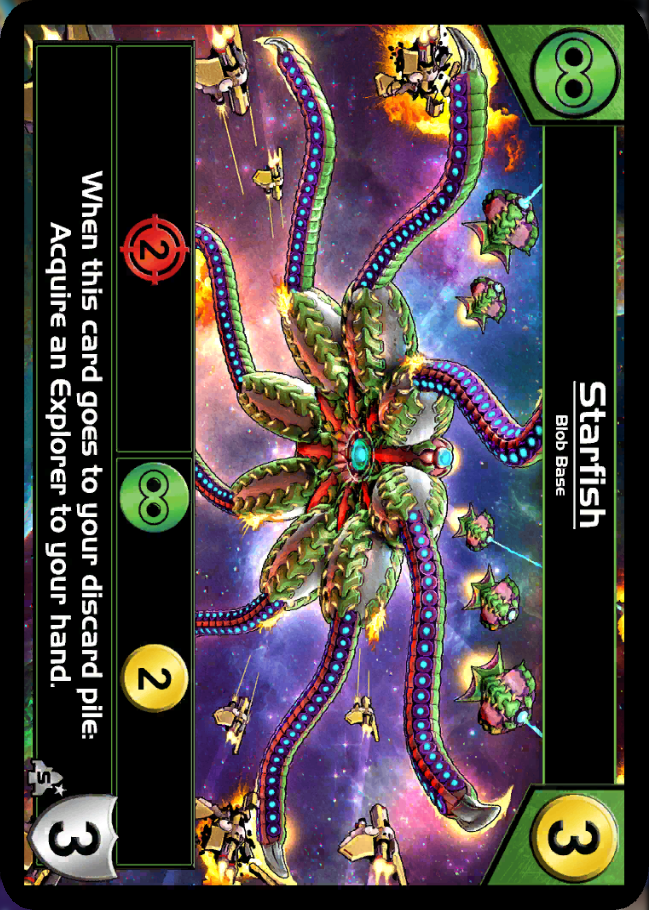 Starfish
Blob Base
3
2
2
When this card goes to your discard pile:
Acquire an Explorer to your hand.
S
3